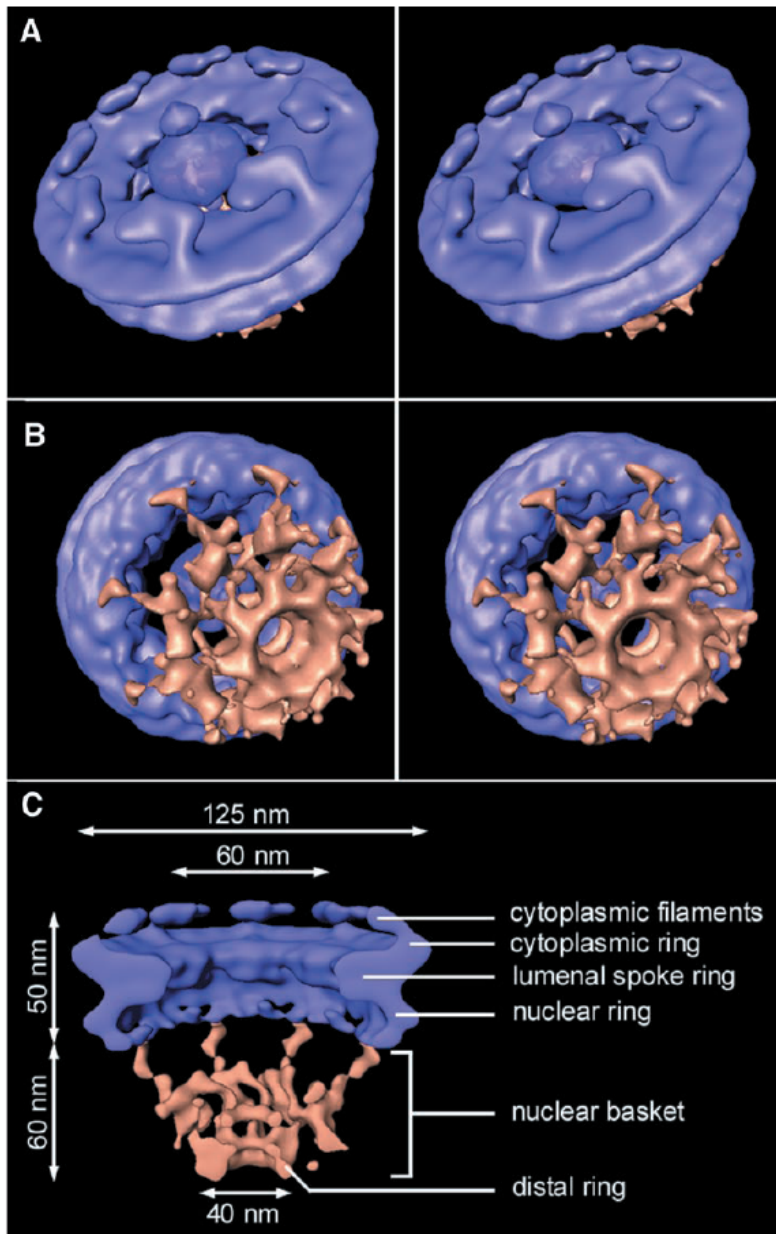 A
B
C
125 nm
60 nm
cytoplasmic filaments
cytoplasmic ring
lumenal spoke ring
nuclear ring
50 nm
60 nm
nuclear basket
distal ring
40 nm